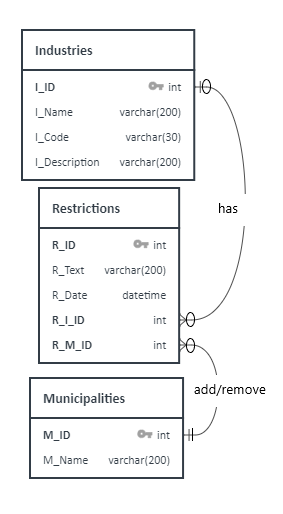 Industries
I_ID int
I_Name varchar(200)
I_Code varchar(30)
I_Description varchar(200)
has
Restrictions
R_ID int
R_Text varchar(200)
R_Date datetime
R_I_ID int
R_M_ID int
add/remove
Municipalities
M_ID int
M_Name varchar(200)